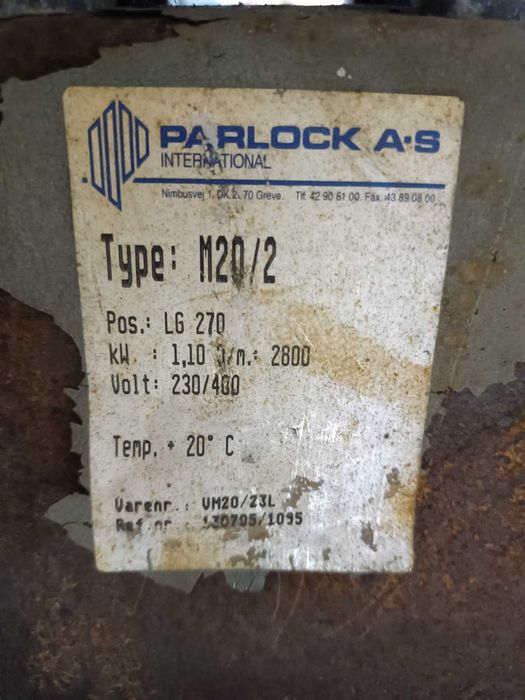 PARLOCK A·S
INTERNATIONAL
Nimbusvej 1. DK 2670 Greve. Tlf. 42 90 61 00. Fax. 43 69 08 00
Type: M20/2
Pos.: LG 270
kW : 1,10 o/m.: 2800
Volt: 230/400
Temp. + 20° C
Varenr.: VM20/23L
Ref.nr 130705/1095